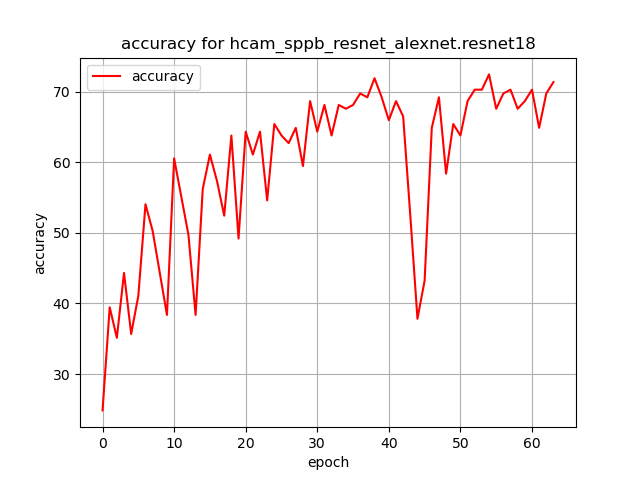 accuracy for hcam_sppb_resnet_alexnet.resnet18
accuracy
accuracy
70
60
50
40
30
0 10 20 30 40 50 60
epoch